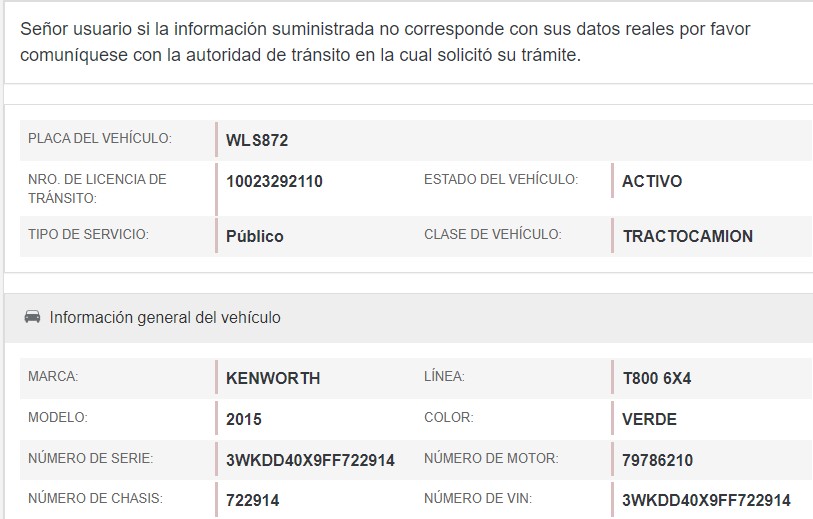 Señor usuario si la información suministrada no corresponde con sus datos reales por favor
comuníquese con la autoridad de tránsito en la cual solicitó su trámite.
PLACA DEL VEHÍCULO: WLS872
NRO. DE LICENCIA DE
TRÁNSITO: 10023292110 ESTADO DEL VEHÍCULO: ACTIVO
TIPO DE SERVICIO: Público CLASE DE VEHÍCULO: TRACTOCAMION
Información general del vehículo
MARCA: KENWORTH LÍNEA: T800 6X4
MODELO: 2015 COLOR: VERDE
NÚMERO DE SERIE: 3WKDD40X9FF722914 NÚMERO DE MOTOR: 79786210
NÚMERO DE CHASIS: 722914 NÚMERO DE VIN: 3WKDD40X9FF722914